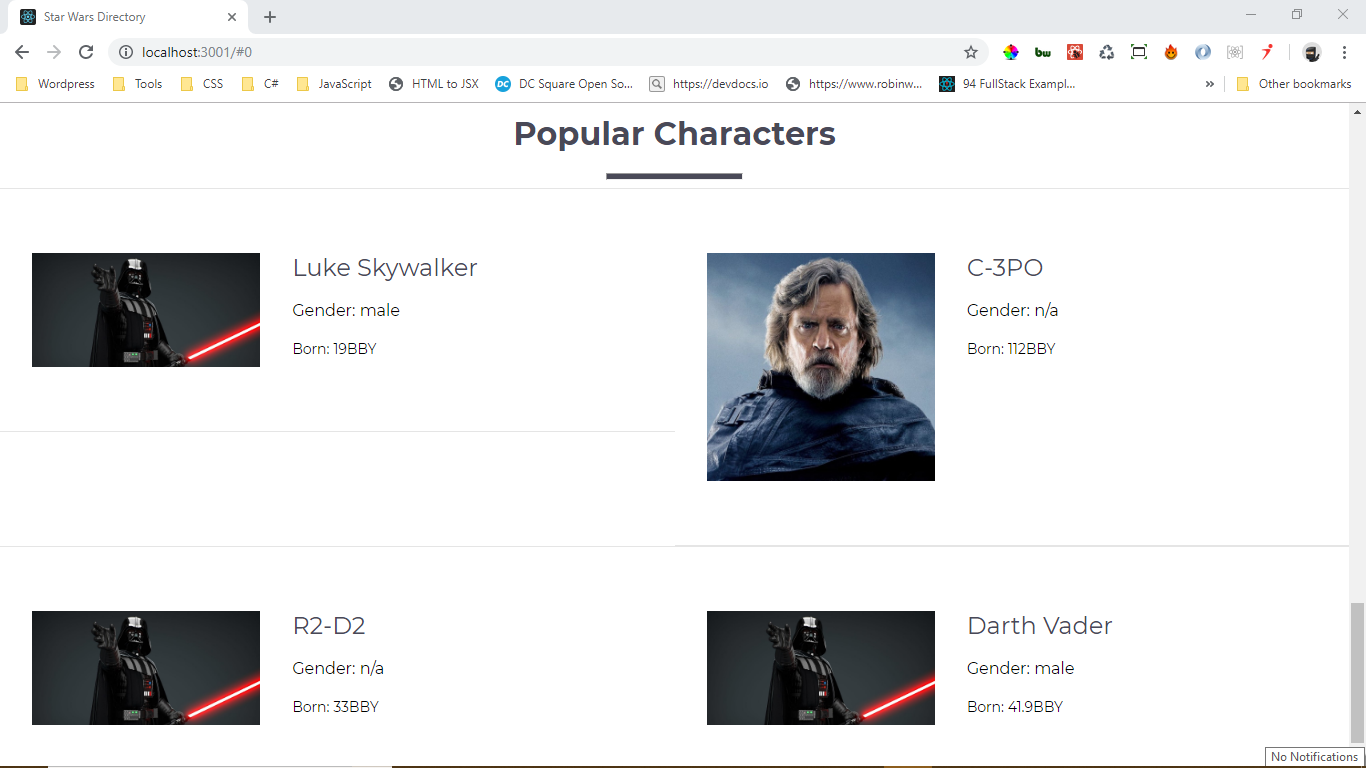 Star Wars Directory
localhost:3001/#0
bw
Wordpress
Tools
CSS
C#
JavaScript
HTML to JSX
DC
DC Square Open So...
https://devdocs.io
https://www.robinw...
94 FullStack Exampl...
»
Other bookmarks
Popular Characters
Luke Skywalker
Gender: male
Born: 19BBY
C-3PO
Gender: n/a
Born: 112BBY
R2-D2
Gender: n/a
Born: 33BBY
Darth Vader
Gender: male
Born: 41.9BBY
No Notifications